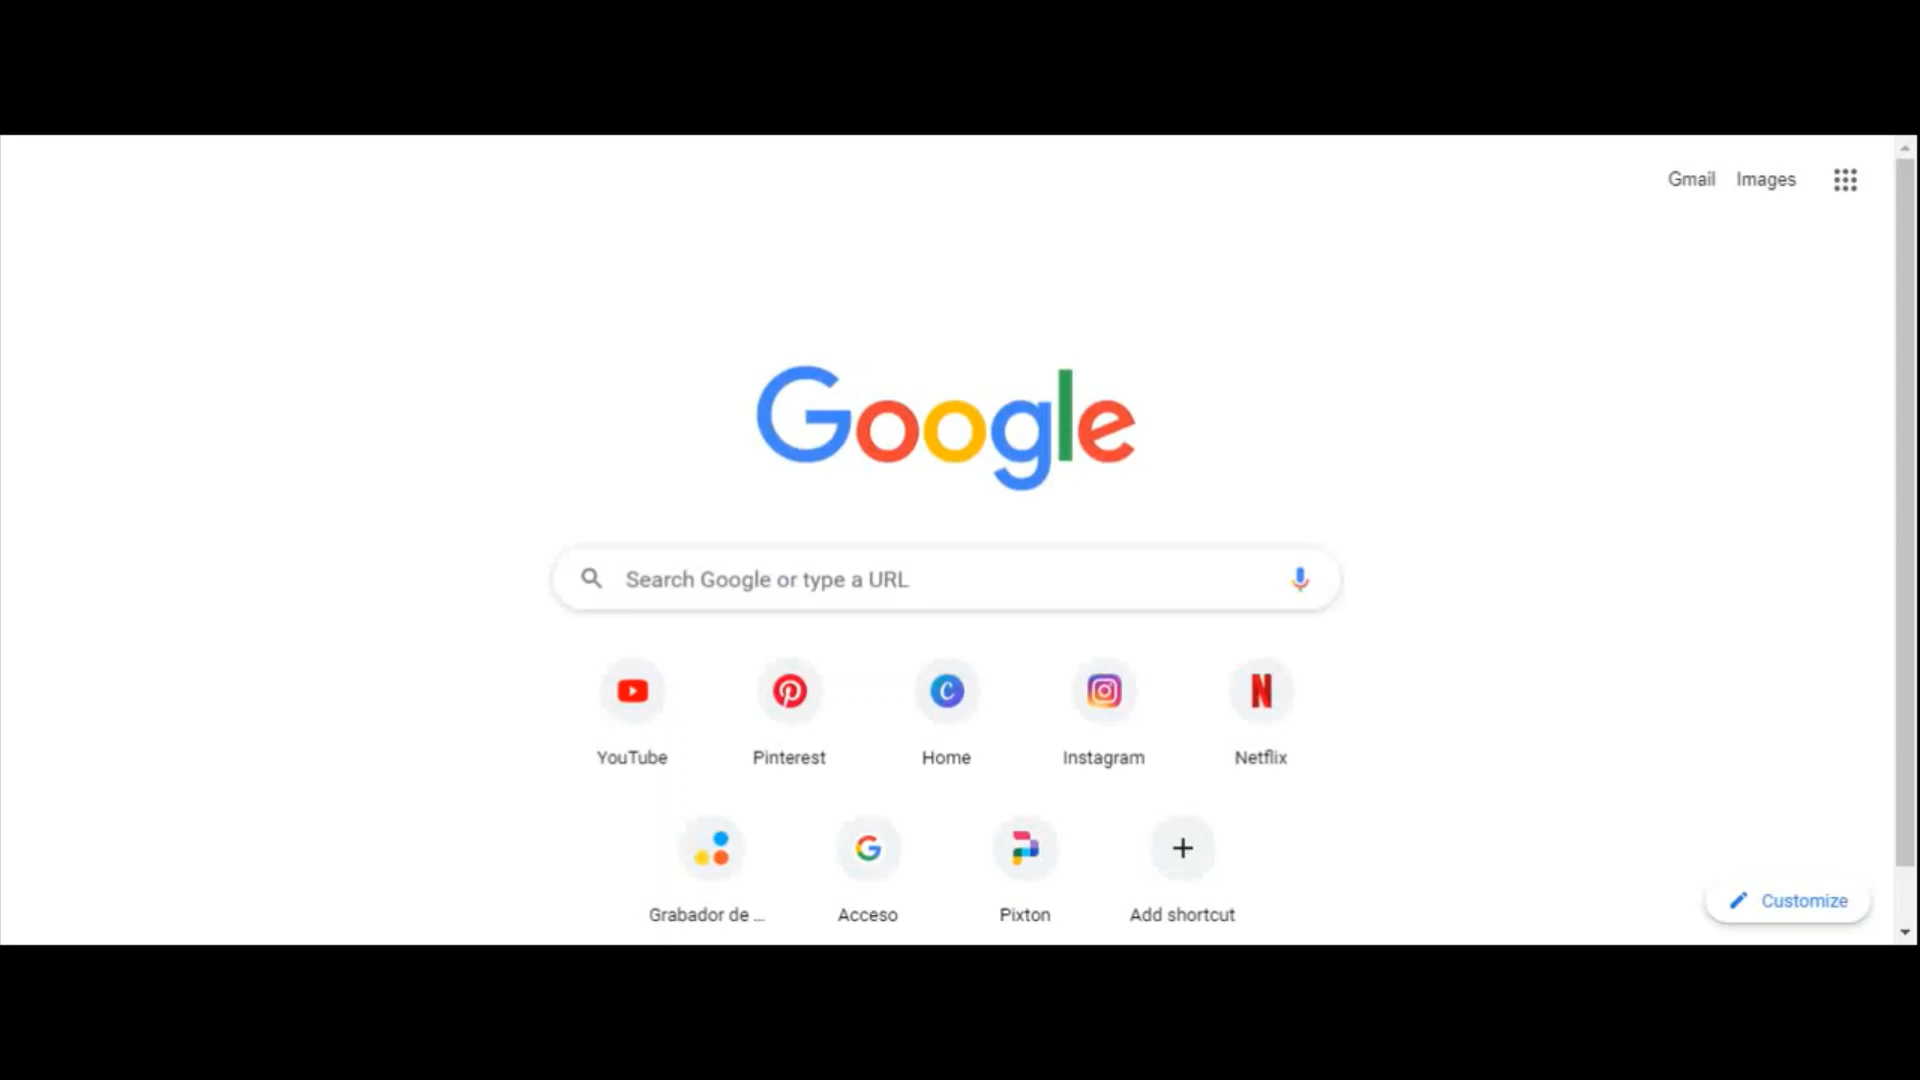 Gmail Images
Google
Search Google or type a URL
YouTube Pinterest Home Instagram Netflix
Grabador de ... Acceso Pixton Add shortcut
Customize